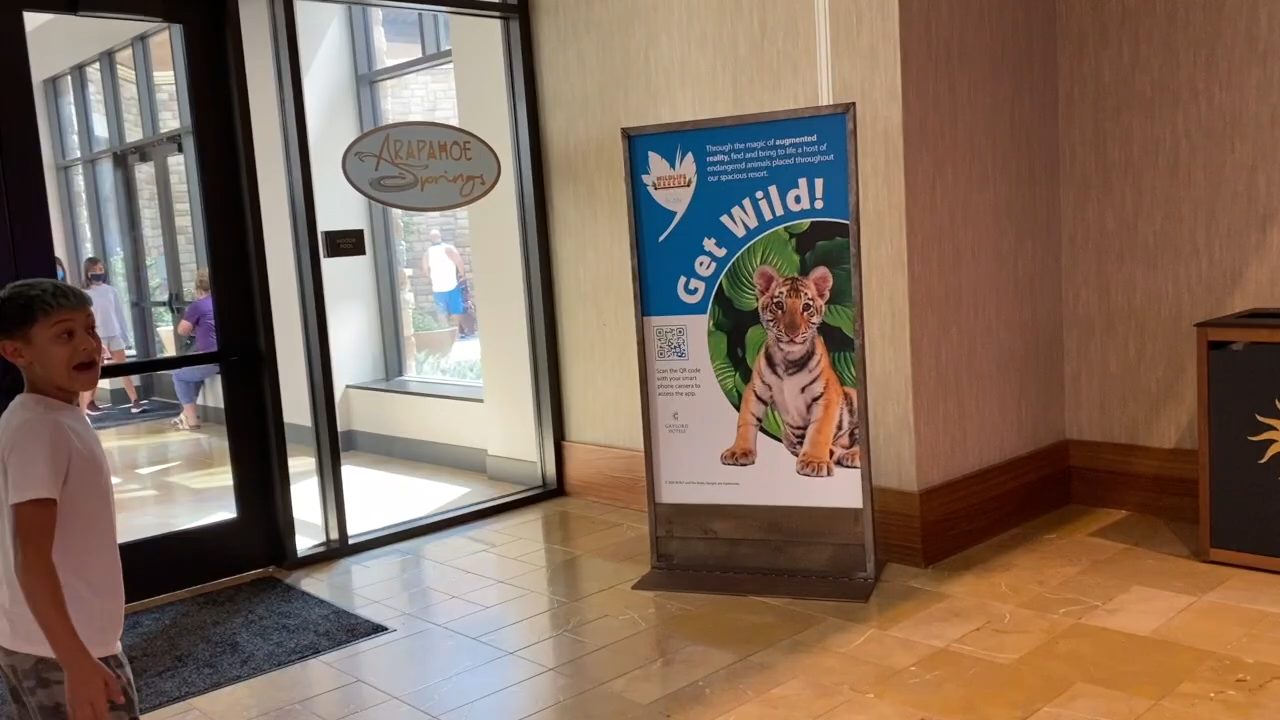 ARAPAHOE
Springs
INDOOR
POOL
Through the magic of augmented
reality, find and bring to life a host of
endangered animals placed throughout
our spacious resort.
WILDLIFE
RESCUE
Get Wild!
Scan the QR code
with your smart
phone camera to
access the app.
G
GAYLORD
HOTELS